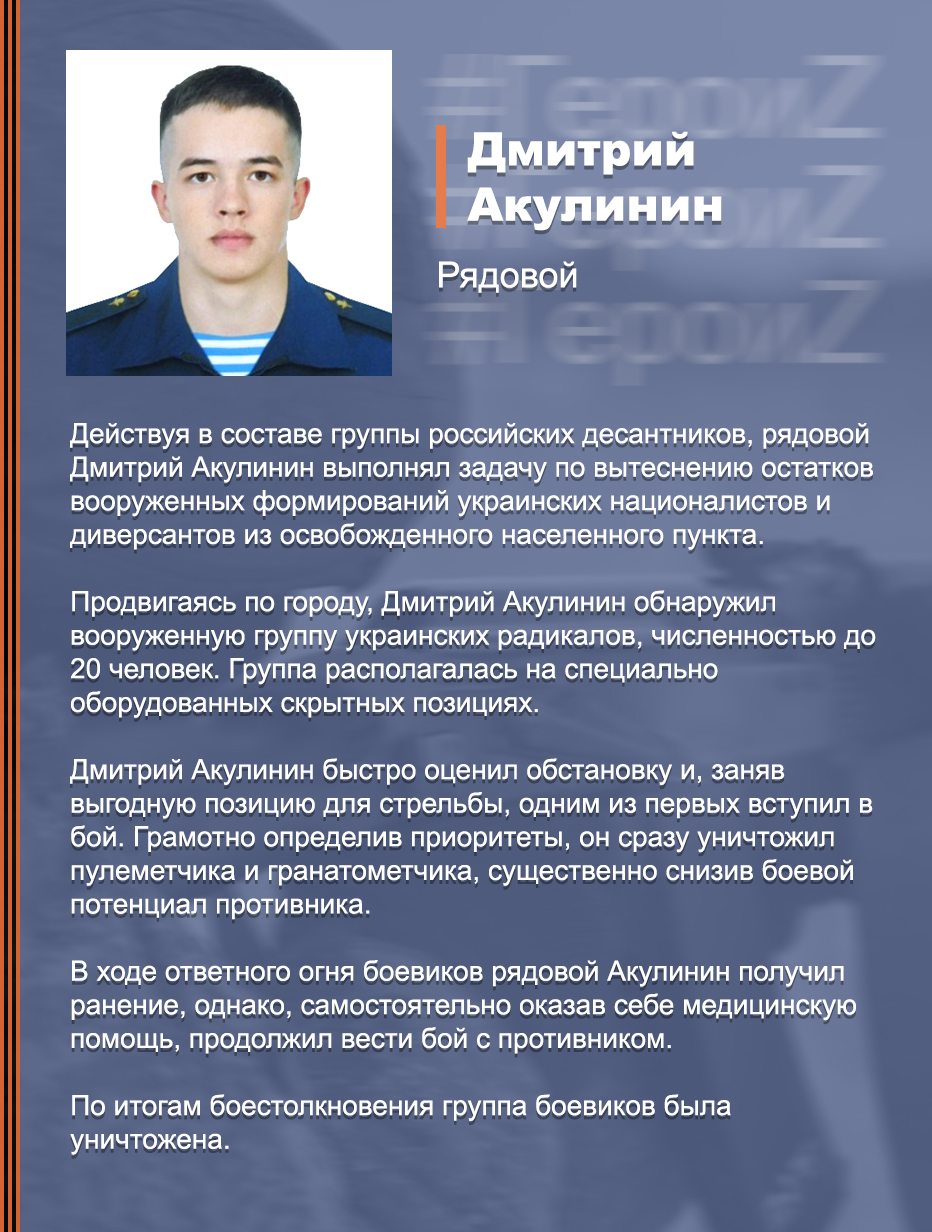 #ГероиZ
Дмитрий
Акулинин
#ГероиZ
Рядовой
#ГероиZ
Действуя в составе группы российских десантников, рядовой
Дмитрий Акулинин выполнял задачу по вытеснению остатков
вооруженных формирований украинских националистов и
диверсантов из освобожденного населенного пункта.
Продвигаясь по городу, Дмитрий Акулинин обнаружил
вооруженную группу украинских радикалов, численностью до
20 человек. Группа располагалась на специально
оборудованных скрытных позициях.
Дмитрий Акулинин быстро оценил обстановку и, заняв
выгодную позицию для стрельбы, одним из первых вступил в
бой. Грамотно определив приоритеты, он сразу уничтожил
пулеметчика и гранатометчика, существенно снизив боевой
потенциал противника.
В ходе ответного огня боевиков рядовой Акулинин получил
ранение, однако, самостоятельно оказав себе медицинскую
помощь, продолжил вести бой с противником.
По итогам боестолкновения группа боевиков была
уничтожена.